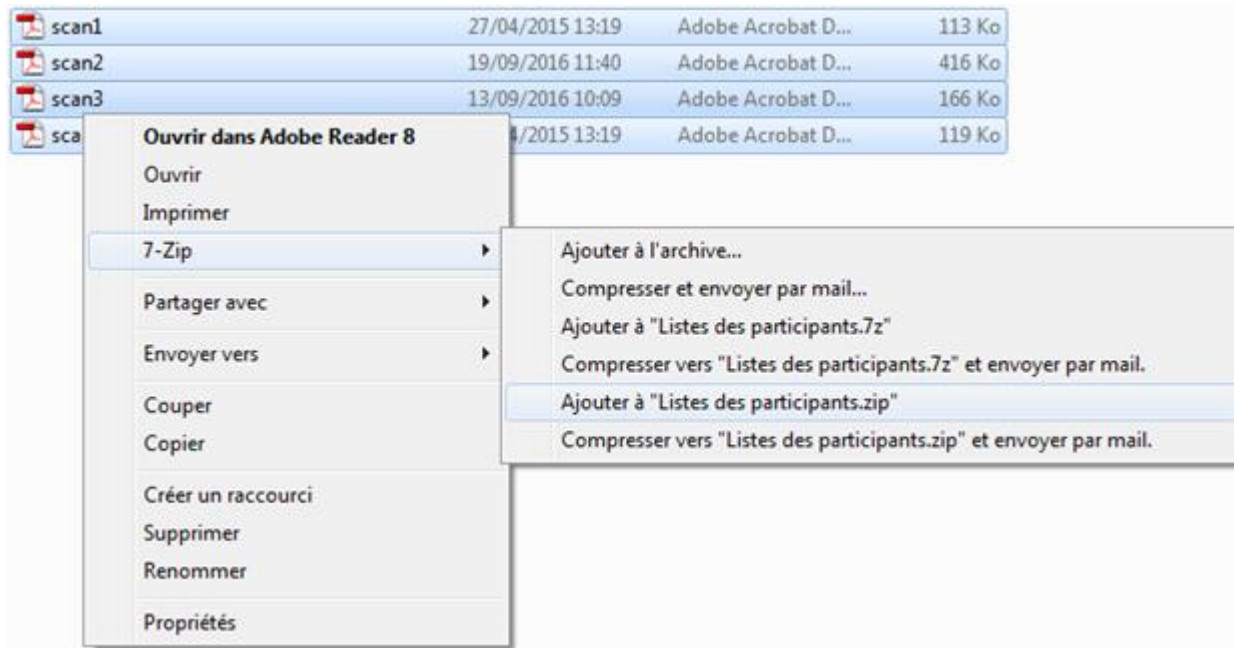 scan1 27/04/2015 13:19 Adobe Acrobat D... 113 Ko
scan2 19/09/2016 11:40 Adobe Acrobat D... 416 Ko
scan3 13/09/2016 10:09 Adobe Acrobat D... 166 Ko
sca /2015 13:19 Adobe Acrobat D... 119 Ko
Ouvrir dans Adobe Reader 8
Ouvrir
Imprimer
7-Zip
Partager avec
Envoyer vers
Couper
Copier
Créer un raccourci
Supprimer
Renommer
Propriétés
Ajouter à l'archive...
Compresser et envoyer par mail...
Ajouter à "Listes des participants.7z"
Compresser vers "Listes des participants.7z" et envoyer par mail.
Ajouter à "Listes des participants.zip"
Compresser vers "Listes des participants.zip" et envoyer par mail.